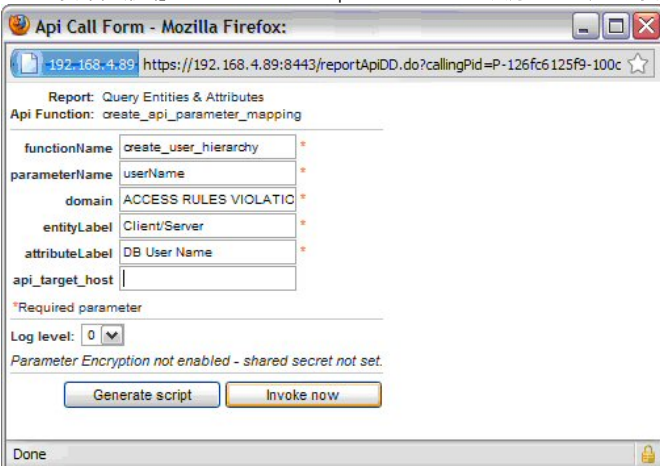 Api Call Form - Mozilla Firefox:
192.168.4.89 https://192.168.4.89:8443/reportApiDD.do?callingPid=P-126fc6125f9-100c
Report: Query Entities & Attributes
Api Function: create_api_parameter_mapping
functionName create_user_hierarchy *
parameterName userName *
domain ACCESS RULES VIOLATIO *
entityLabel Client/Server *
attributeLabel DB User Name *
api_target_host
*Required parameter
Log level: 0
Parameter Encryption not enabled - shared secret not set.
Generate script Invoke now
Done